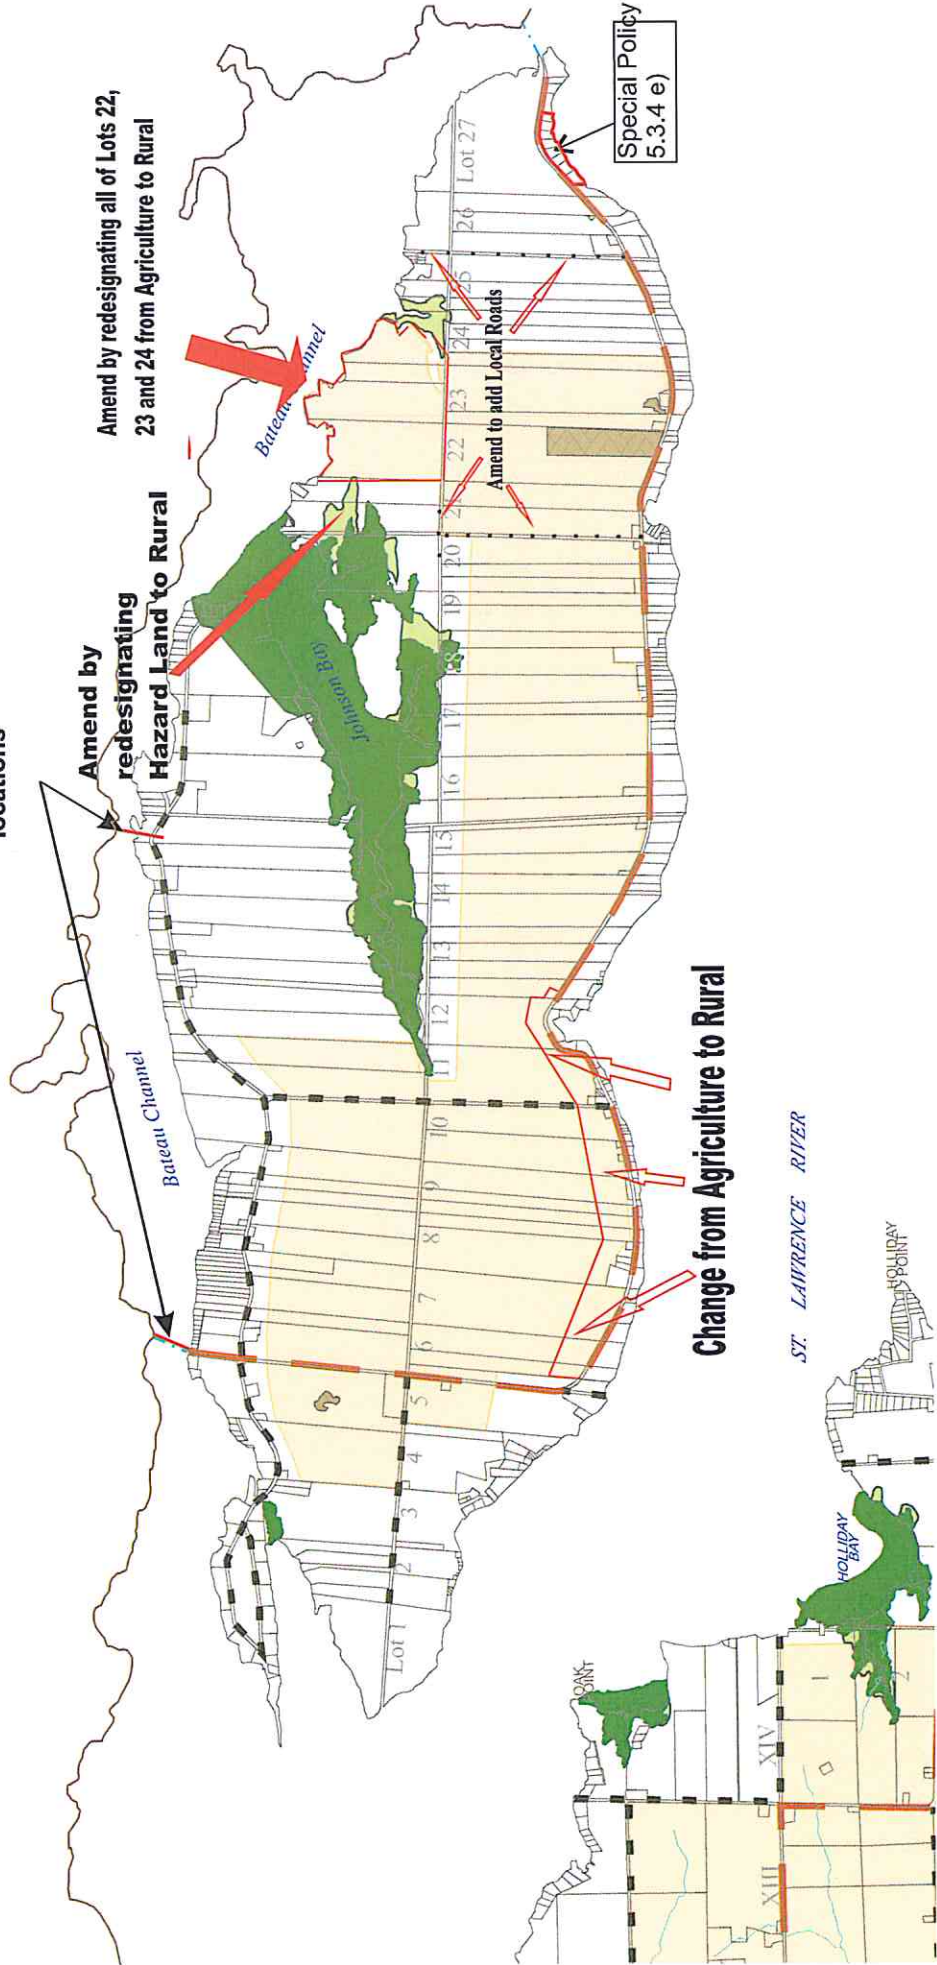 locations
Amend by redesignating all of Lots 22,
23 and 24 from Agriculture to Rural
Amend by
redesignating
Hazard Land to Rural
Bateau Channel
Bateau
nnel
Johnson Bay
Amend to add Local Roads
Special Policy
5.3.4 e)
Lot 1
2
3
4
5
6
7
8
9
10
11
12
13
14
15
16
17
18
19
20
21
22
23
24
25
26
Lot 27
Change from Agriculture to Rural
ST. LAWRENCE RIVER
HOLLIDAY
POINT
HOLLIDAY
BAY
OAK
POINT
XIV
XIII
1
2